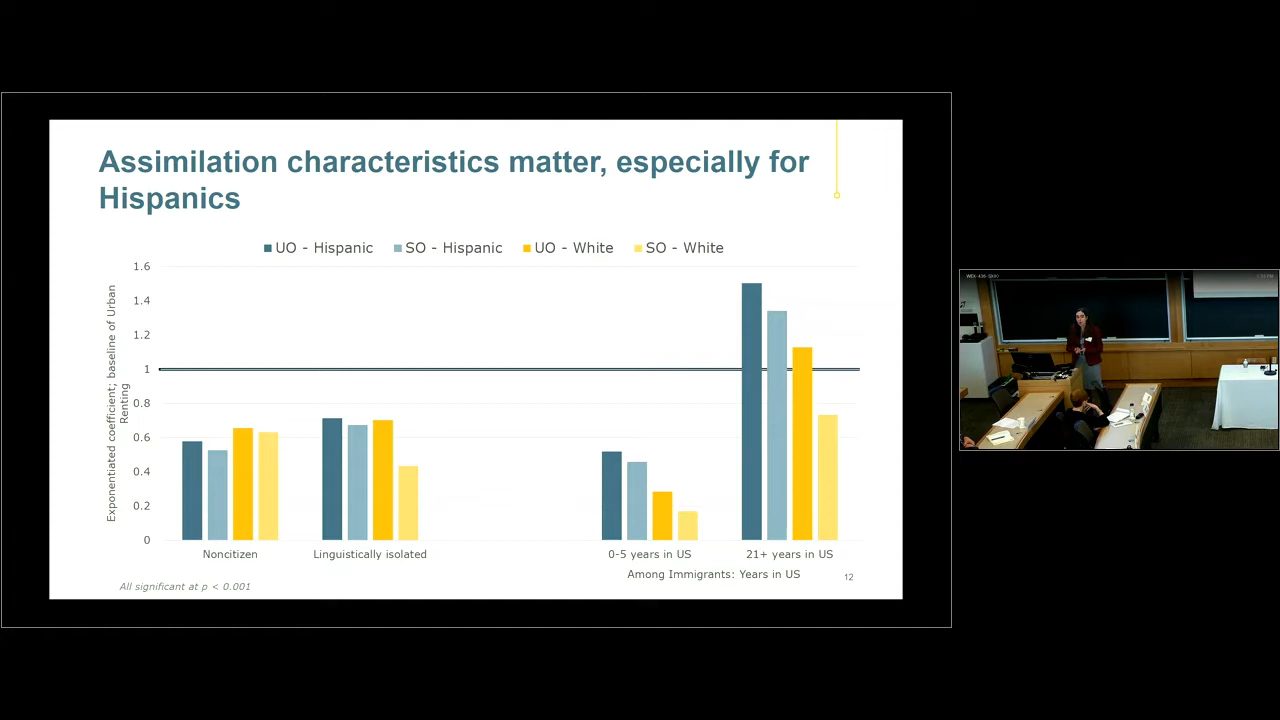 Assimilation characteristics matter, especially for
Hispanics
UO - Hispanic SO - Hispanic UO - White SO - White
Exponentiated coefficient; baseline of Urban
Renting
1.6
1.4
1.2
1
0.8
0.6
0.4
0.2
0
Noncitizen Linguistically isolated 0-5 years in US 21+ years in US
Among Immigrants: Years in US
12
All significant at p < 0.001